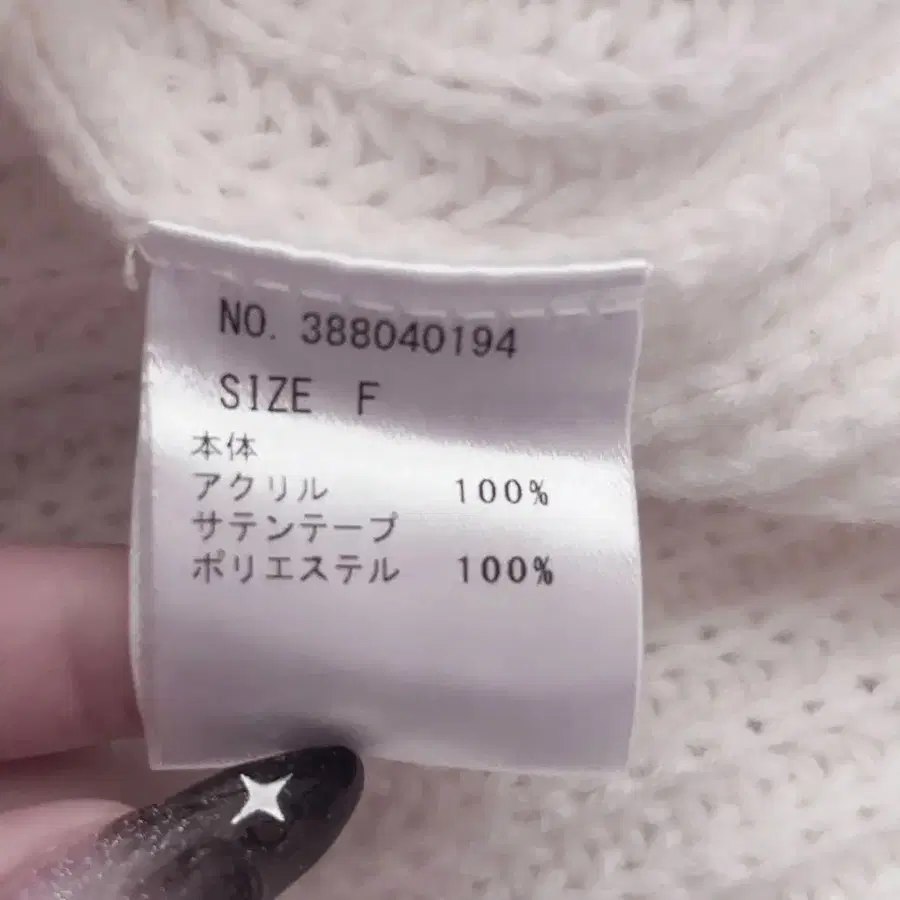 NO. 388040194
SIZE F
本体
アクリル 100%
サテンテープ
ポリエステル 100%